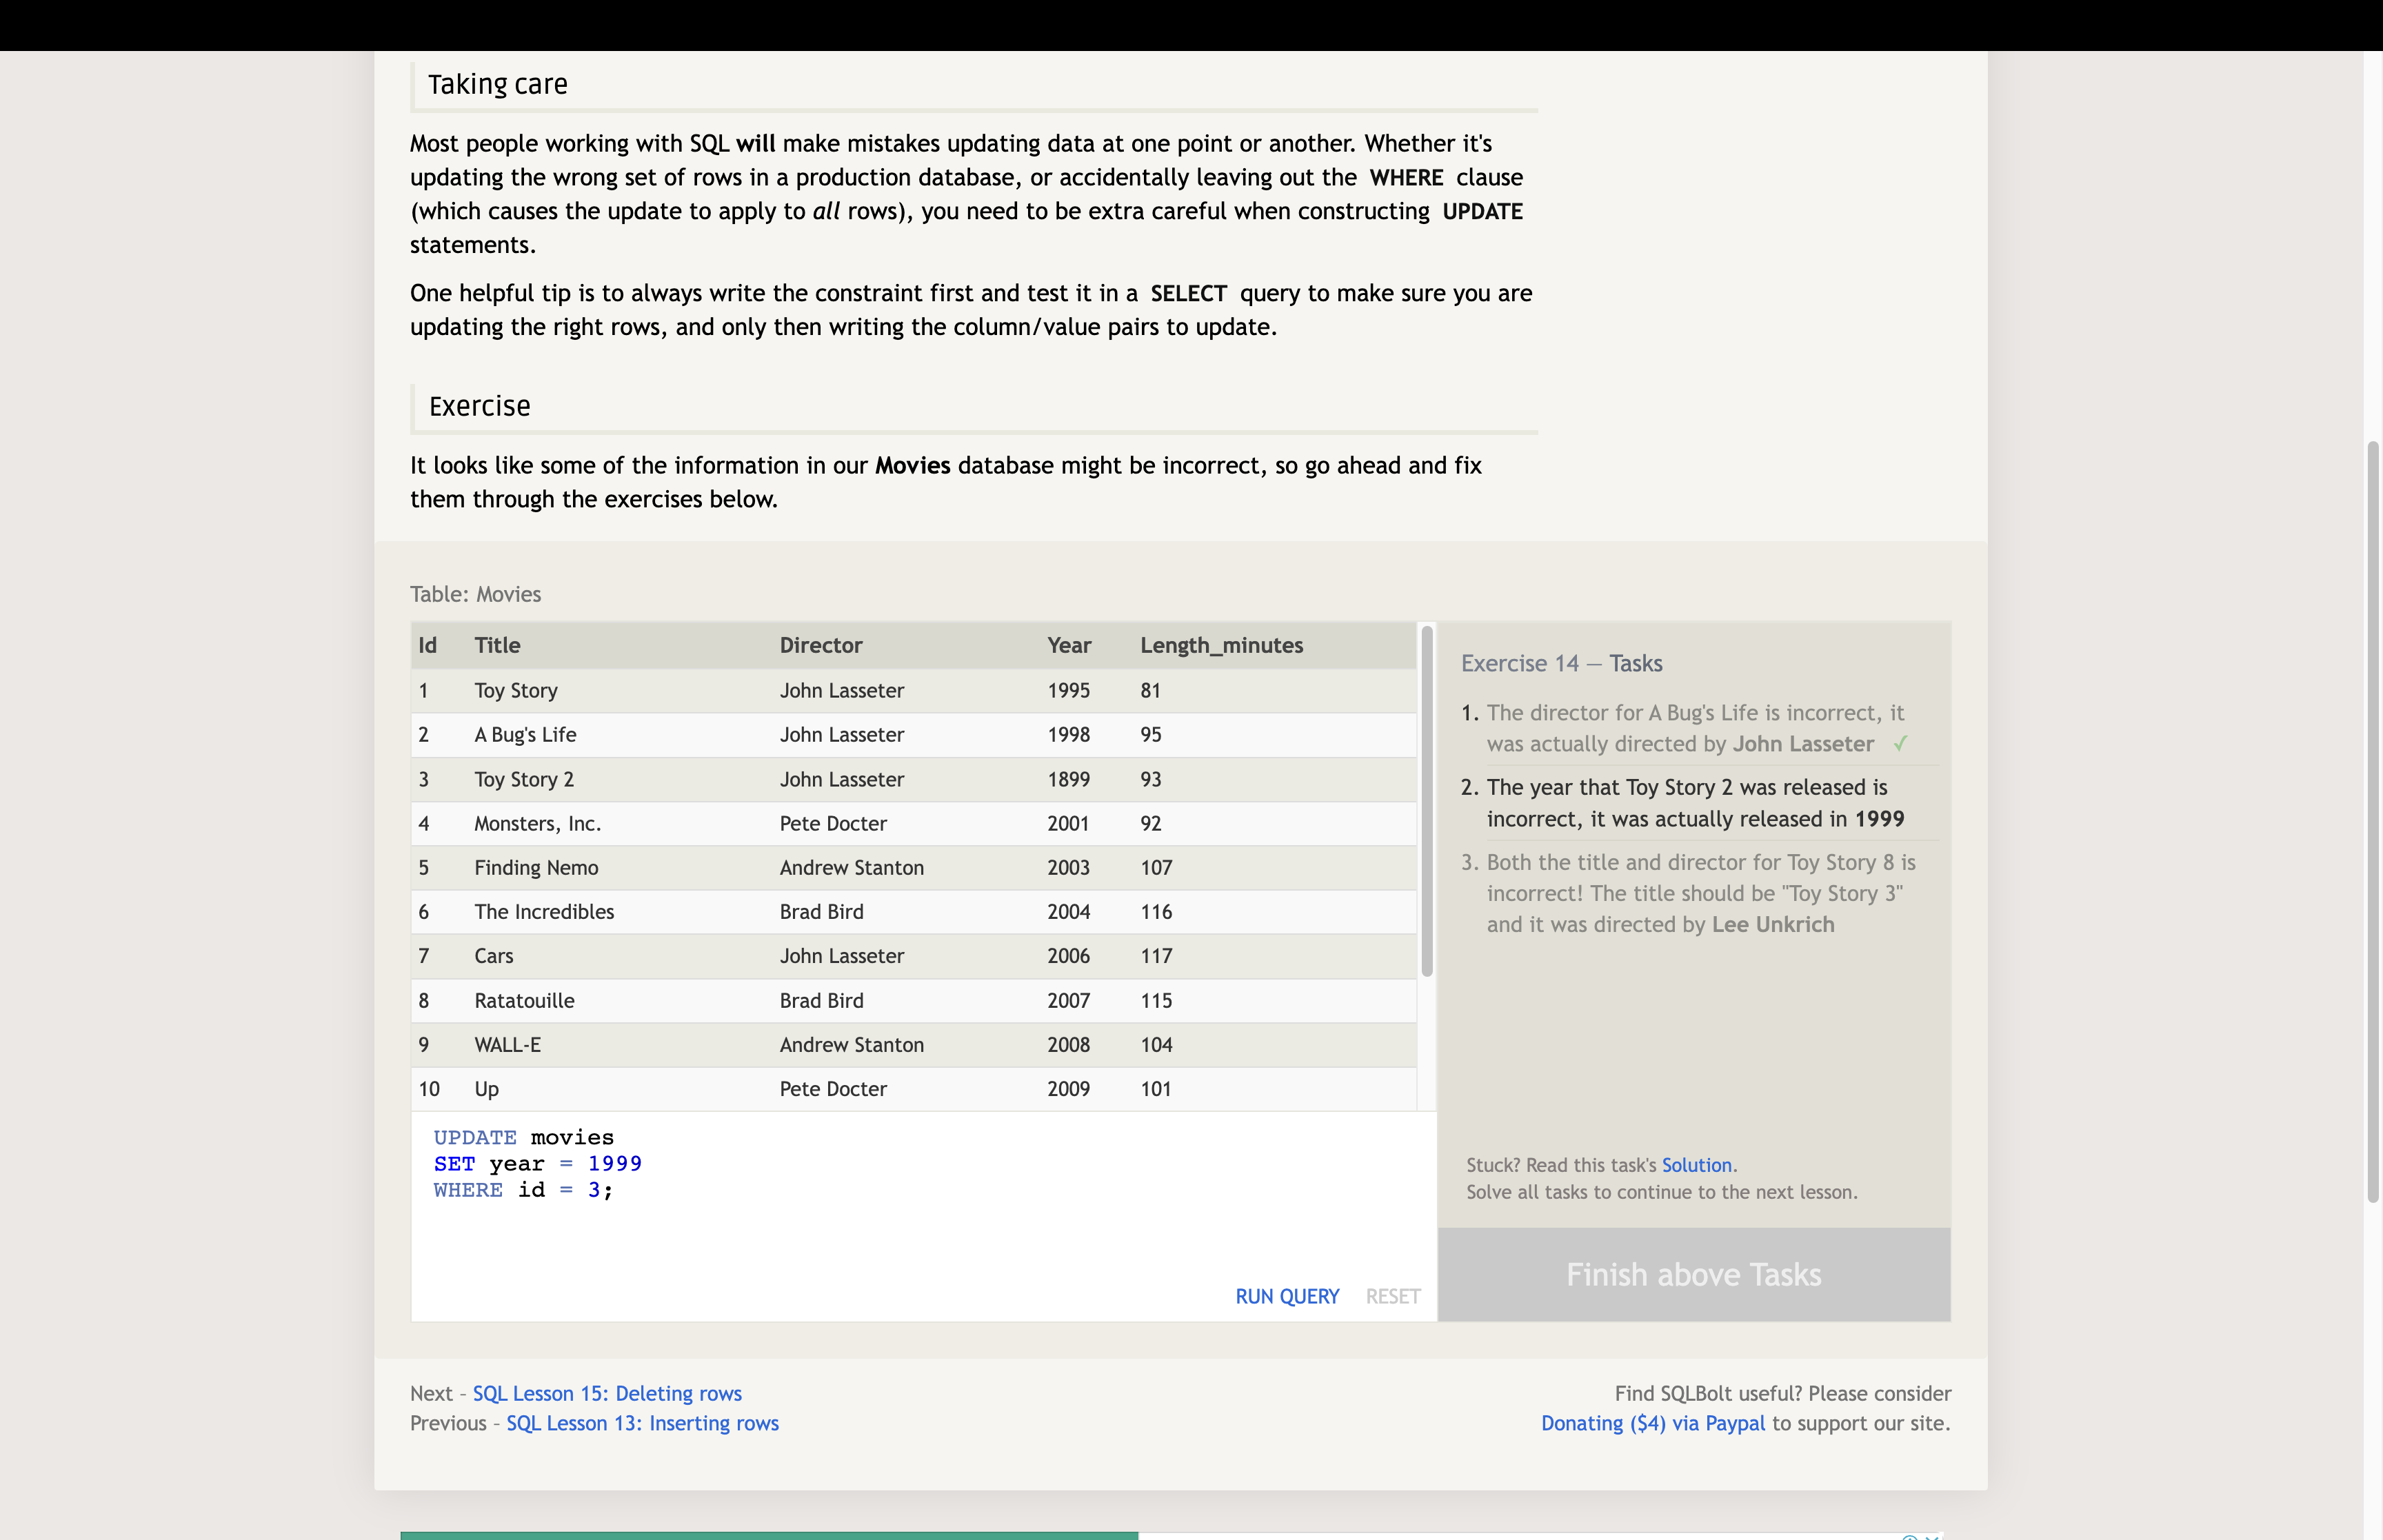 Taking care
Most people working with SQL will make mistakes updating data at one point or another. Whether it's
updating the wrong set of rows in a production database, or accidentally leaving out the WHERE clause
(which causes the update to apply to all rows), you need to be extra careful when constructing UPDATE
statements.
One helpful tip is to always write the constraint first and test it in a SELECT query to make sure you are
updating the right rows, and only then writing the column/value pairs to update.
Exercise
It looks like some of the information in our Movies database might be incorrect, so go ahead and fix
them through the exercises below.
Table: Movies
Id Title Director Year Length_minutes
1 Toy Story John Lasseter 1995 81
2 A Bug's Life John Lasseter 1998 95
3 Toy Story 2 John Lasseter 1899 93
4 Monsters, Inc. Pete Docter 2001 92
5 Finding Nemo Andrew Stanton 2003 107
6 The Incredibles Brad Bird 2004 116
7 Cars John Lasseter 2006 117
8 Ratatouille Brad Bird 2007 115
9 WALL-E Andrew Stanton 2008 104
10 Up Pete Docter 2009 101
UPDATE movies
SET year = 1999
WHERE id = 3;
RUN QUERY RESET
Exercise 14 — Tasks
1. The director for A Bug's Life is incorrect, it
was actually directed by John Lasseter ✓
2. The year that Toy Story 2 was released is
incorrect, it was actually released in 1999
3. Both the title and director for Toy Story 8 is
incorrect! The title should be "Toy Story 3"
and it was directed by Lee Unkrich
Stuck? Read this task's Solution.
Solve all tasks to continue to the next lesson.
Finish above Tasks
Next – SQL Lesson 15: Deleting rows
Previous – SQL Lesson 13: Inserting rows
Find SQLBolt useful? Please consider
Donating ($4) via Paypal to support our site.